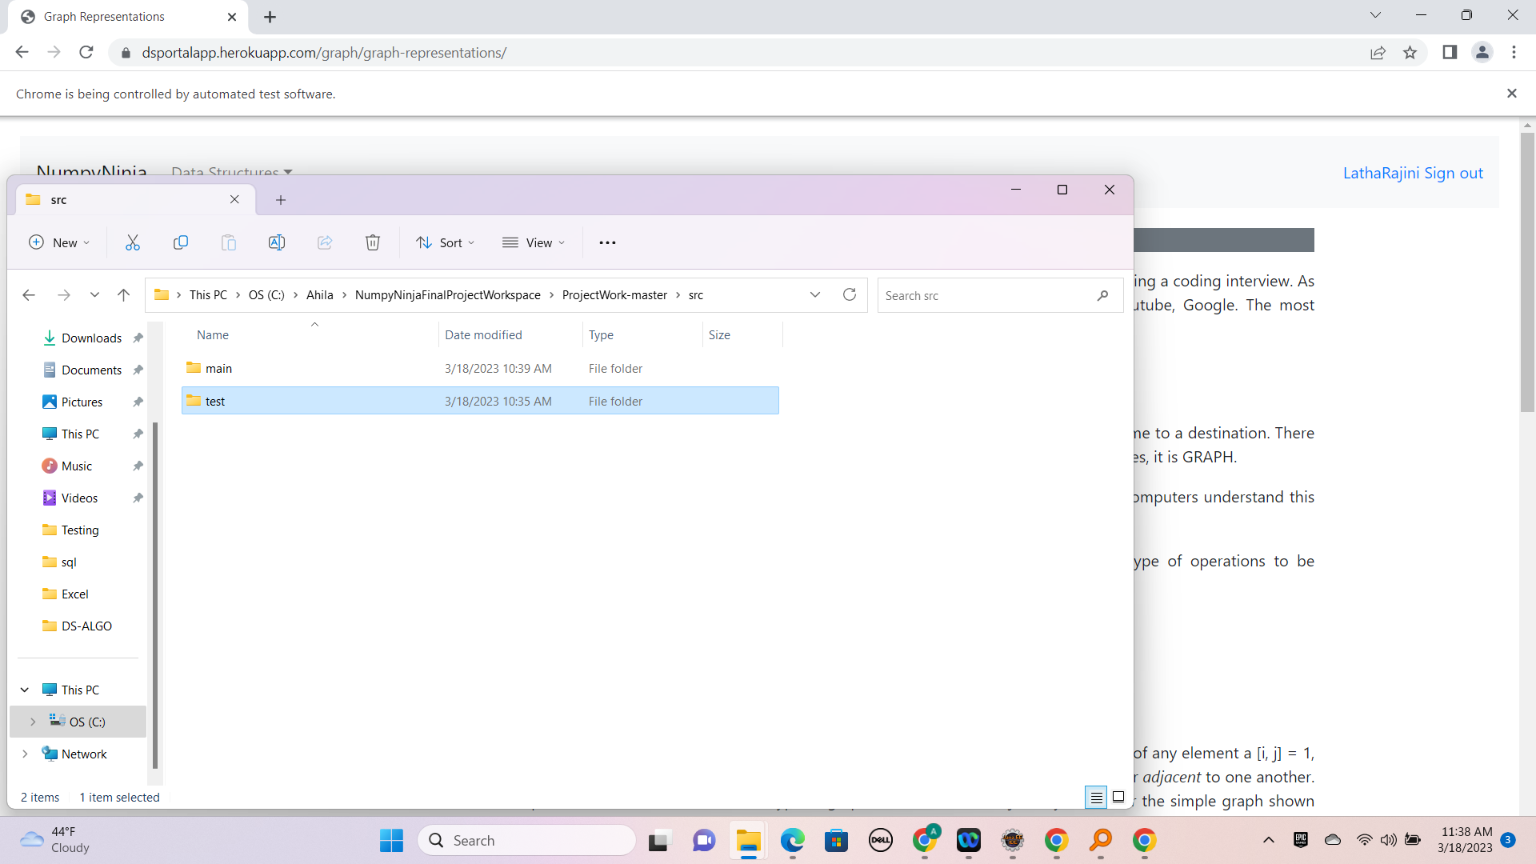 Graph Representations
dsportalapp.herokuapp.com/graph/graph-representations/
Chrome is being controlled by automated test software.
NumpyNinja Data Structures
LathaRajini Sign out
src
New
Sort
View
This PC > OS (C:) > Ahila > NumpyNinjaFinalProjectWorkspace > ProjectWork-master > src
Search src
ing a coding interview. As
utube, Google. The most
Name Date modified Type Size
main 3/18/2023 10:39 AM File folder
test 3/18/2023 10:35 AM File folder
Downloads
Documents
Pictures
This PC
Music
Videos
Testing
sql
Excel
DS-ALGO
This PC
OS (C:)
Network
me to a destination. There
es, it is GRAPH.
omputers understand this
ype of operations to be
of any element a [i, j] = 1,
r adjacent to one another.
r the simple graph shown
2 items 1 item selected
44°F
Cloudy
Search
DELL
A
EPIC
11:38 AM
3/18/2023
3